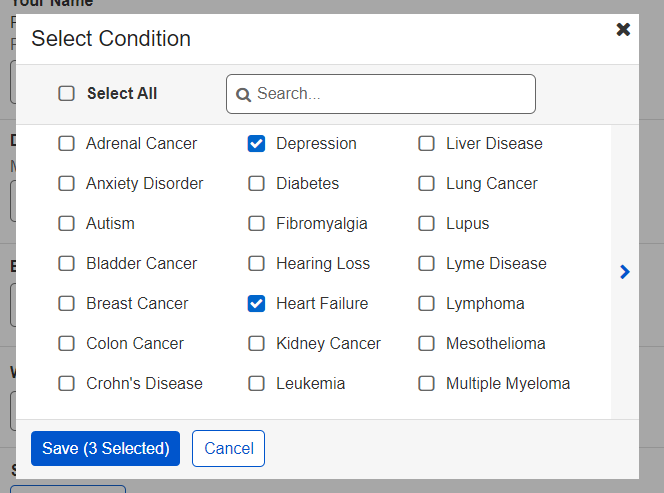 Your Name
Select Condition
Select All
Search...
Adrenal Cancer
Depression
Liver Disease
Anxiety Disorder
Diabetes
Lung Cancer
Autism
Fibromyalgia
Lupus
Bladder Cancer
Hearing Loss
Lyme Disease
Breast Cancer
Heart Failure
Lymphoma
Colon Cancer
Kidney Cancer
Mesothelioma
Crohn's Disease
Leukemia
Multiple Myeloma
Save (3 Selected)
Cancel